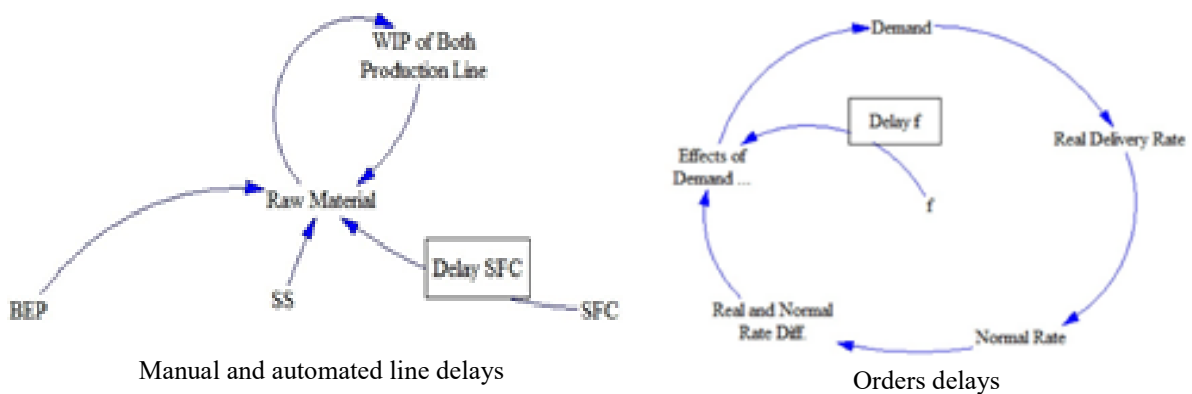 WIP of Both
Production Line
Raw Material
BEP
SS
Delay SFC
SFC
Manual and automated line delays
Demand
Delay f
Real Delivery Rate
Effects of
Demand ...
f
Real and Normal
Rate Diff.
Normal Rate
Orders delays